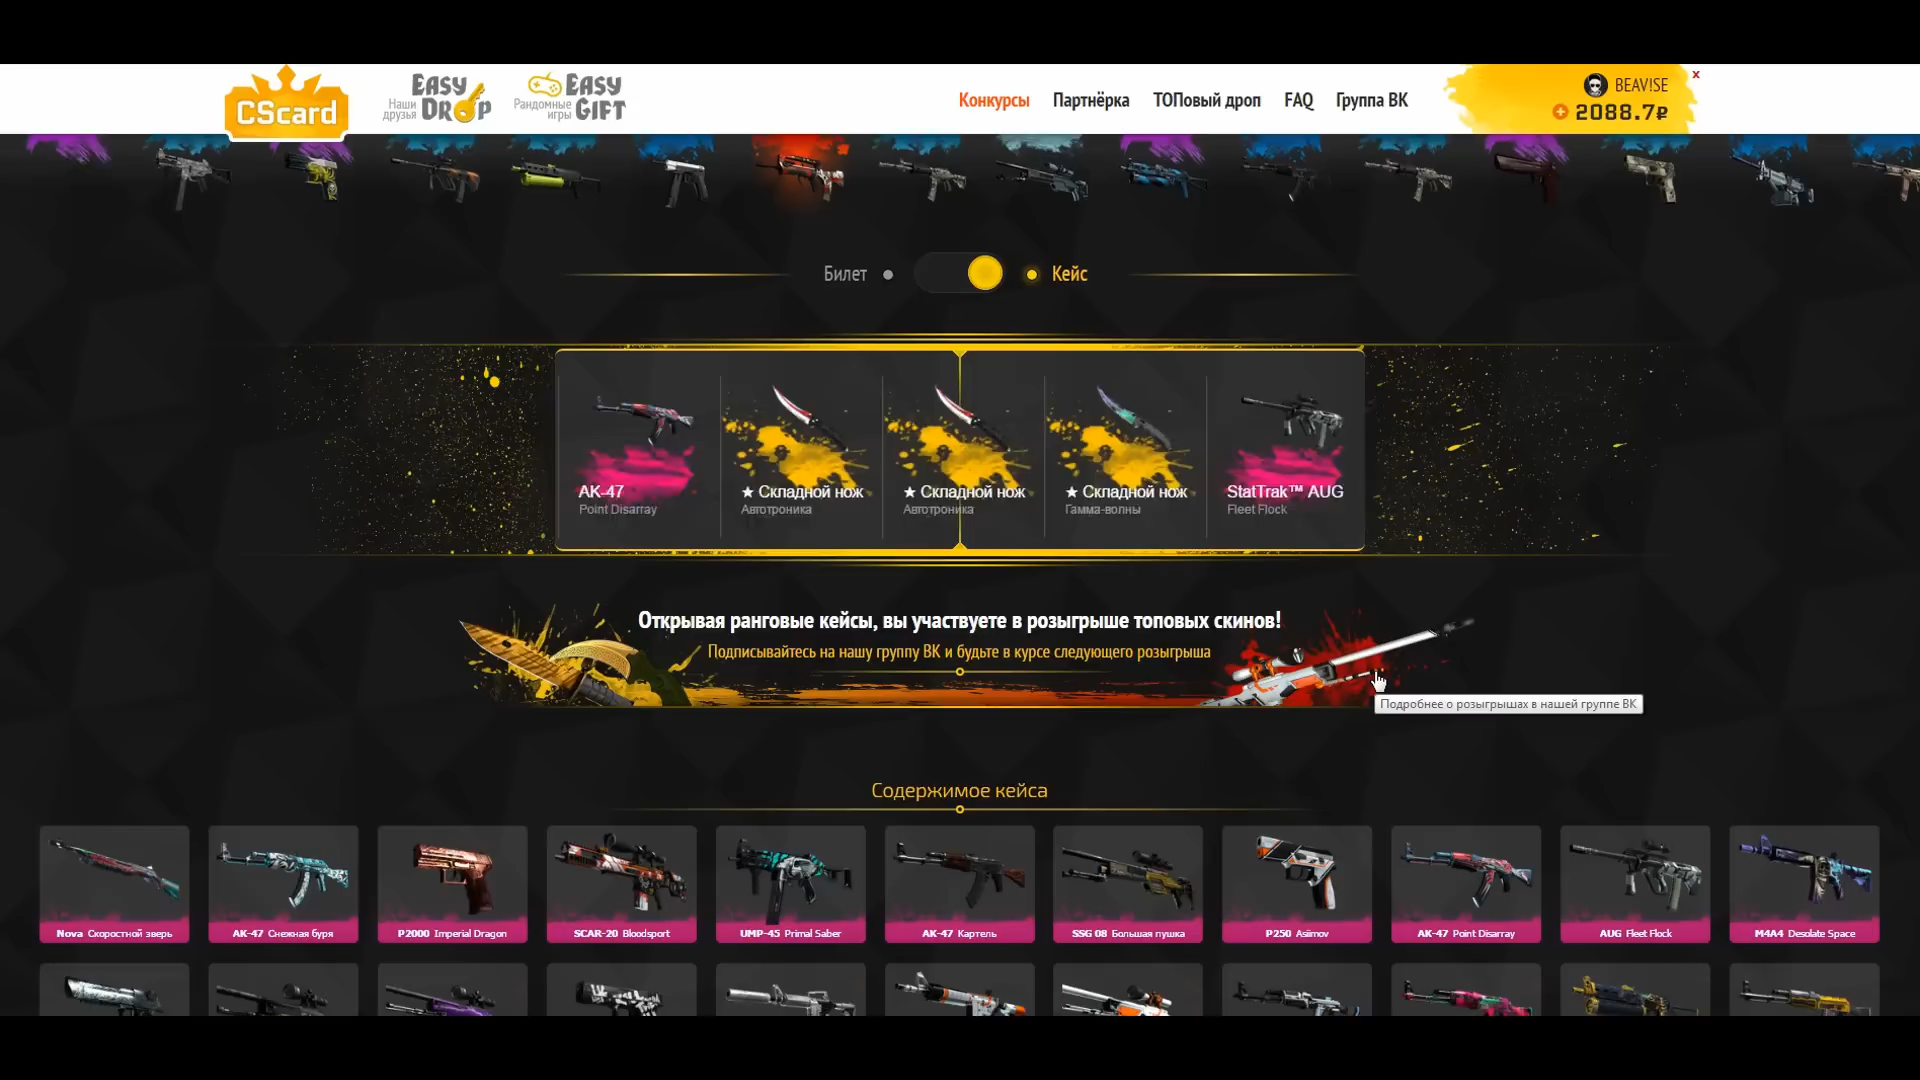 CScard
EASY DROP
Наши друзья
EASY GIFT
Рандомные игры
Конкурсы
Партнёрка
ТОПовый дроп
FAQ
Группа ВК
BEAV!SE
2088.7₽
x
Билет
Кейс
AK-47
Point Disarray
★ Складной нож
Автотроника
★ Складной нож
Автотроника
★ Складной нож
Гамма-волны
StatTrak™ AUG
Fleet Flock
Открывая ранговые кейсы, вы участвуете в розыгрыше топовых скинов!
Подписывайтесь на нашу группу ВК и будьте в курсе следующего розыгрыша
Подробнее о розыгрышах в нашей группе ВК
Содержимое кейса
Nova Скоростной зверь
AK-47 Снежная буря
P2000 Imperial Dragon
SCAR-20 Bloodsport
UMP-45 Primal Saber
AK-47 Картель
SSG 08 Большая пушка
P250 Asiimov
AK-47 Point Disarray
AUG Fleet Flock
M4A4 Desolate Space